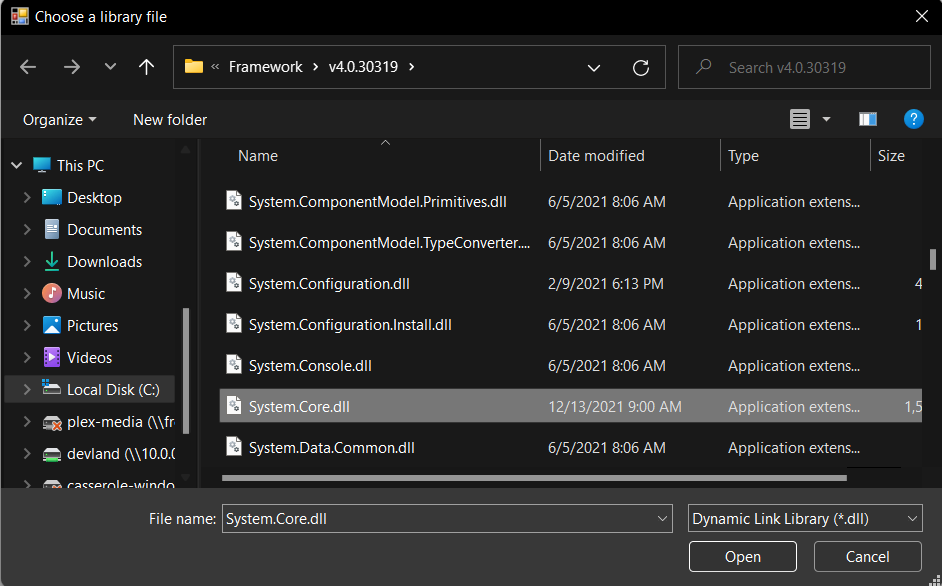 Choose a library file
« Framework › v4.0.30319 ›
Search v4.0.30319
Organize
New folder
?
Name Date modified Type Size
This PC
Desktop
Documents
Downloads
Music
Pictures
Videos
Local Disk (C:)
plex-media (\\fr
devland (\\10.0.0
casserole-windo
System.ComponentModel.Primitives.dll 6/5/2021 8:06 AM Application extens...
System.ComponentModel.TypeConverter.... 6/5/2021 8:06 AM Application extens...
System.Configuration.dll 2/9/2021 6:13 PM Application extens... 4
System.Configuration.Install.dll 6/5/2021 8:06 AM Application extens... 1
System.Console.dll 6/5/2021 8:06 AM Application extens...
System.Core.dll 12/13/2021 9:00 AM Application extens... 1,5
System.Data.Common.dll 6/5/2021 8:06 AM Application extens...
File name: System.Core.dll
Dynamic Link Library (*.dll)
Open
Cancel